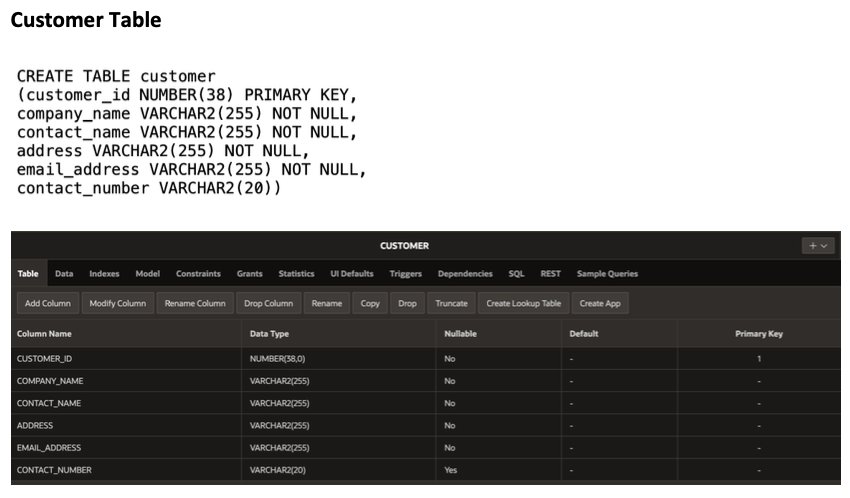 Customer Table
CREATE TABLE customer
(customer_id NUMBER(38) PRIMARY KEY,
company_name VARCHAR2(255) NOT NULL,
contact_name VARCHAR2(255) NOT NULL,
address VARCHAR2(255) NOT NULL,
email_address VARCHAR2(255) NOT NULL,
contact_number VARCHAR2(20))
CUSTOMER
Table Data Indexes Model Constraints Grants Statistics UI Defaults Triggers Dependencies SQL REST Sample Queries
Add Column Modify Column Rename Column Drop Column Rename Copy Drop Truncate Create Lookup Table Create App
Column Name Data Type Nullable Default Primary Key
CUSTOMER_ID NUMBER(38,0) No - 1
COMPANY_NAME VARCHAR2(255) No - -
CONTACT_NAME VARCHAR2(255) No - -
ADDRESS VARCHAR2(255) No - -
EMAIL_ADDRESS VARCHAR2(255) No - -
CONTACT_NUMBER VARCHAR2(20) Yes - -